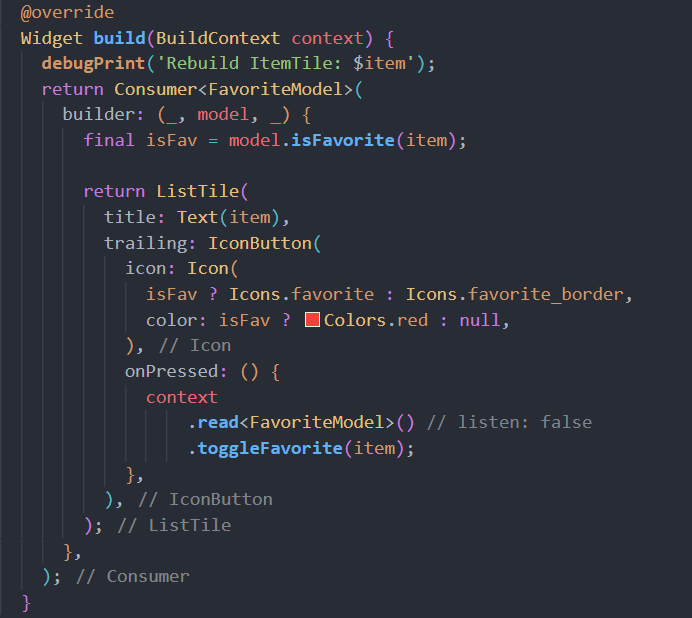 @override
Widget build(BuildContext context) {
  debugPrint('Rebuild ItemTile: $item');
  return Consumer<FavoriteModel>(
    builder: (_, model, _) {
      final isFav = model.isFavorite(item);

      return ListTile(
        title: Text(item),
        trailing: IconButton(
          icon: Icon(
            isFav ? Icons.favorite : Icons.favorite_border,
            color: isFav ? Colors.red : null,
          ), // Icon
          onPressed: () {
            context
                .read<FavoriteModel>() // listen: false
                .toggleFavorite(item);
          },
        ), // IconButton
      ); // ListTile
    },
  ); // Consumer
}